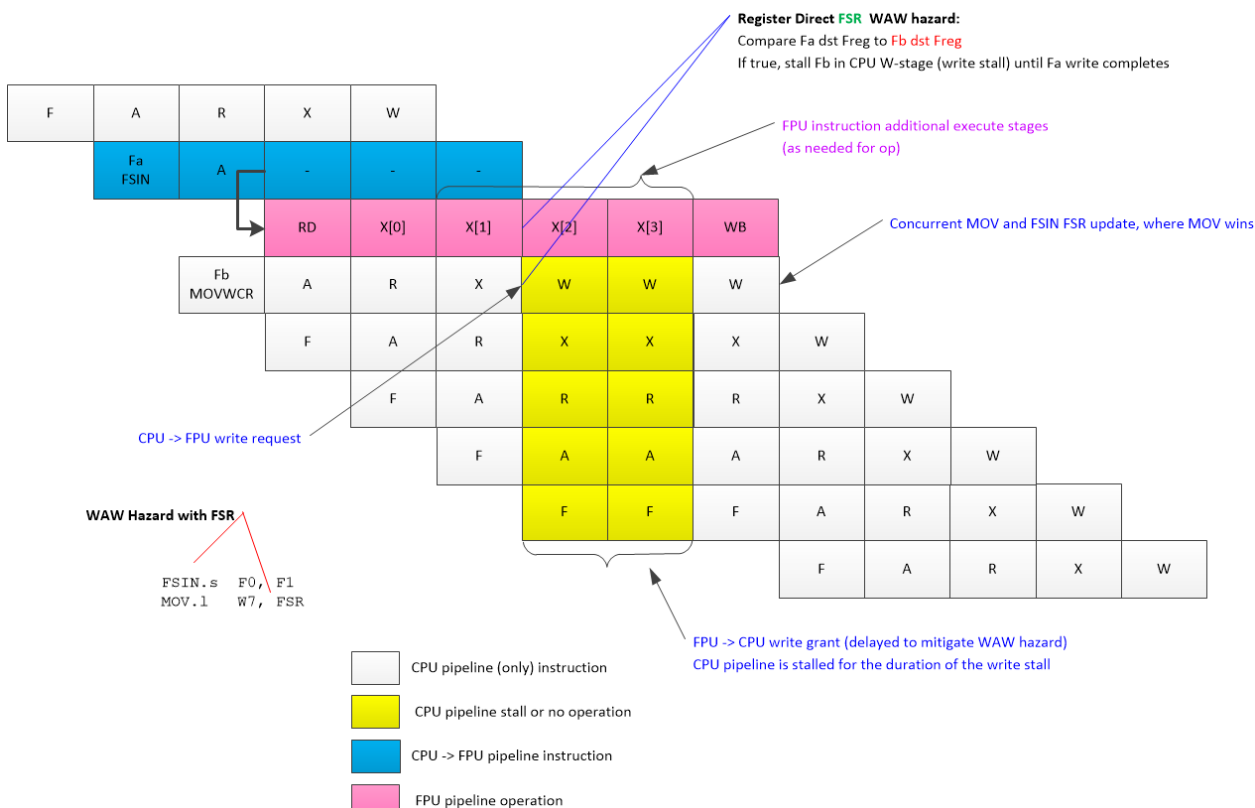 Register Direct FSR WAW hazard:
Compare Fa dst Freg to Fb dst Freg
If true, stall Fb in CPU W-stage (write stall) until Fa write completes
F A R X W
FPU instruction additional execute stages
(as needed for op)
Fa
FSIN
A - - -
RD X[0] X[1] X[2] X[3] WB
Concurrent MOV and FSIN FSR update, where MOV wins
Fb
MOVWCR
A R X W W W
F A R X X X W
F A R R R X W
CPU -> FPU write request
F A A A R X W
F F F A R X W
WAW Hazard with FSR
F A R X W
FSIN.s F0, F1
MOV.l W7, FSR
FPU -> CPU write grant (delayed to mitigate WAW hazard)
CPU pipeline is stalled for the duration of the write stall
CPU pipeline (only) instruction
CPU pipeline stall or no operation
CPU -> FPU pipeline instruction
FPU pipeline operation